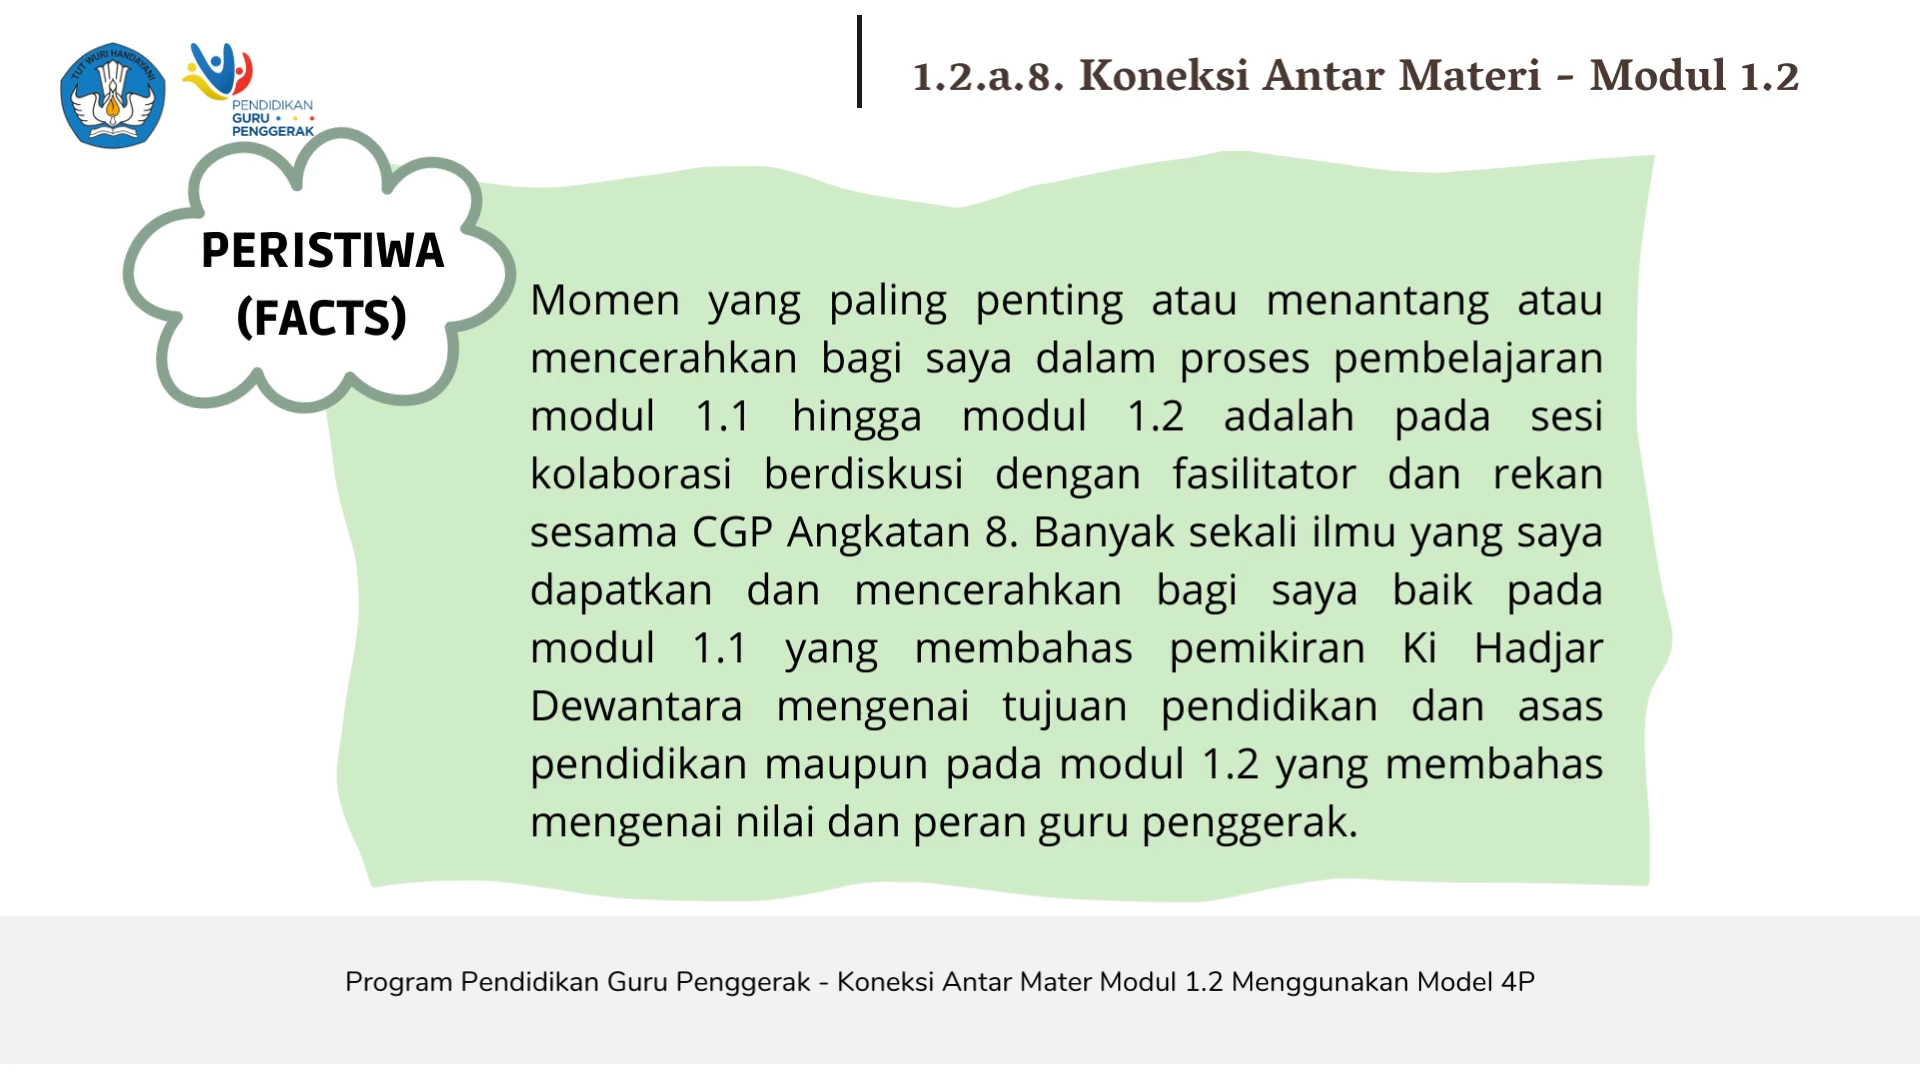 TUT WURI HANDAYANI
PENDIDIKAN
GURU
PENGGERAK
1.2.a.8. Koneksi Antar Materi - Modul 1.2
PERISTIWA
(FACTS)
Momen yang paling penting atau menantang atau
mencerahkan bagi saya dalam proses pembelajaran
modul 1.1 hingga modul 1.2 adalah pada sesi
kolaborasi berdiskusi dengan fasilitator dan rekan
sesama CGP Angkatan 8. Banyak sekali ilmu yang saya
dapatkan dan mencerahkan bagi saya baik pada
modul 1.1 yang membahas pemikiran Ki Hadjar
Dewantara mengenai tujuan pendidikan dan asas
pendidikan maupun pada modul 1.2 yang membahas
mengenai nilai dan peran guru penggerak.
Program Pendidikan Guru Penggerak - Koneksi Antar Mater Modul 1.2 Menggunakan Model 4P